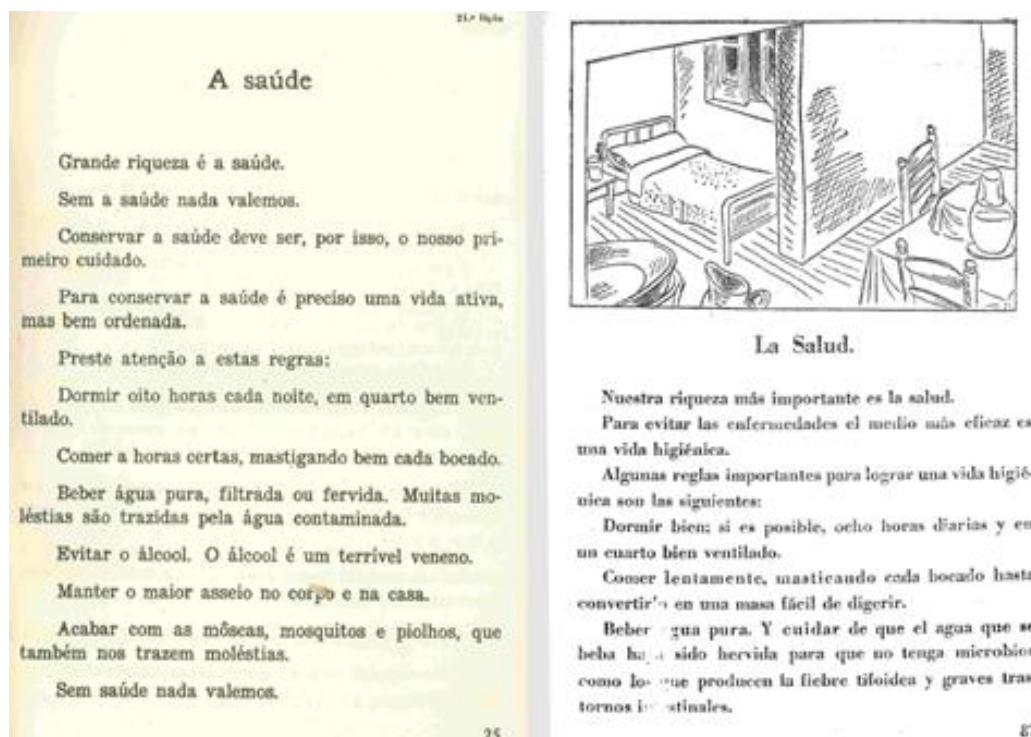 21.ª lição
A saúde
Grande riqueza é a saúde.
Sem a saúde nada valemos.
Conservar a saúde deve ser, por isso, o nosso pri-
meiro cuidado.
Para conservar a saúde é preciso uma vida ativa,
mas bem ordenada.
Preste atenção a estas regras:
Dormir oito horas cada noite, em quarto bem ven-
tilado.
Comer a horas certas, mastigando bem cada bocado.
Beber água pura, filtrada ou fervida. Muitas mo-
léstias são trazidas pela água contaminada.
Evitar o álcool. O álcool é um terrível veneno.
Manter o maior asseio no corpo e na casa.
Acabar com as môscas, mosquitos e piolhos, que
também nos trazem moléstias.
Sem saúde nada valemos.
25
La Salud.
Nuestra riqueza más importante es la salud.
Para evitar las enfermedades el medio más eficaz es
una vida higiénica.
Algunas reglas importantes para lograr una vida higié-
nica son las siguientes:
Dormir bien; si es posible, ocho horas diarias y en
un cuarto bien ventilado.
Comer lentamente, masticando cada bocado hasta
en una masa fácil de digerir.
Beber pura. Y cuidar de que el agua que se
beba sido hervida para que no tenga microbios
como producen la fiebre tifoidea y graves tras
tornos